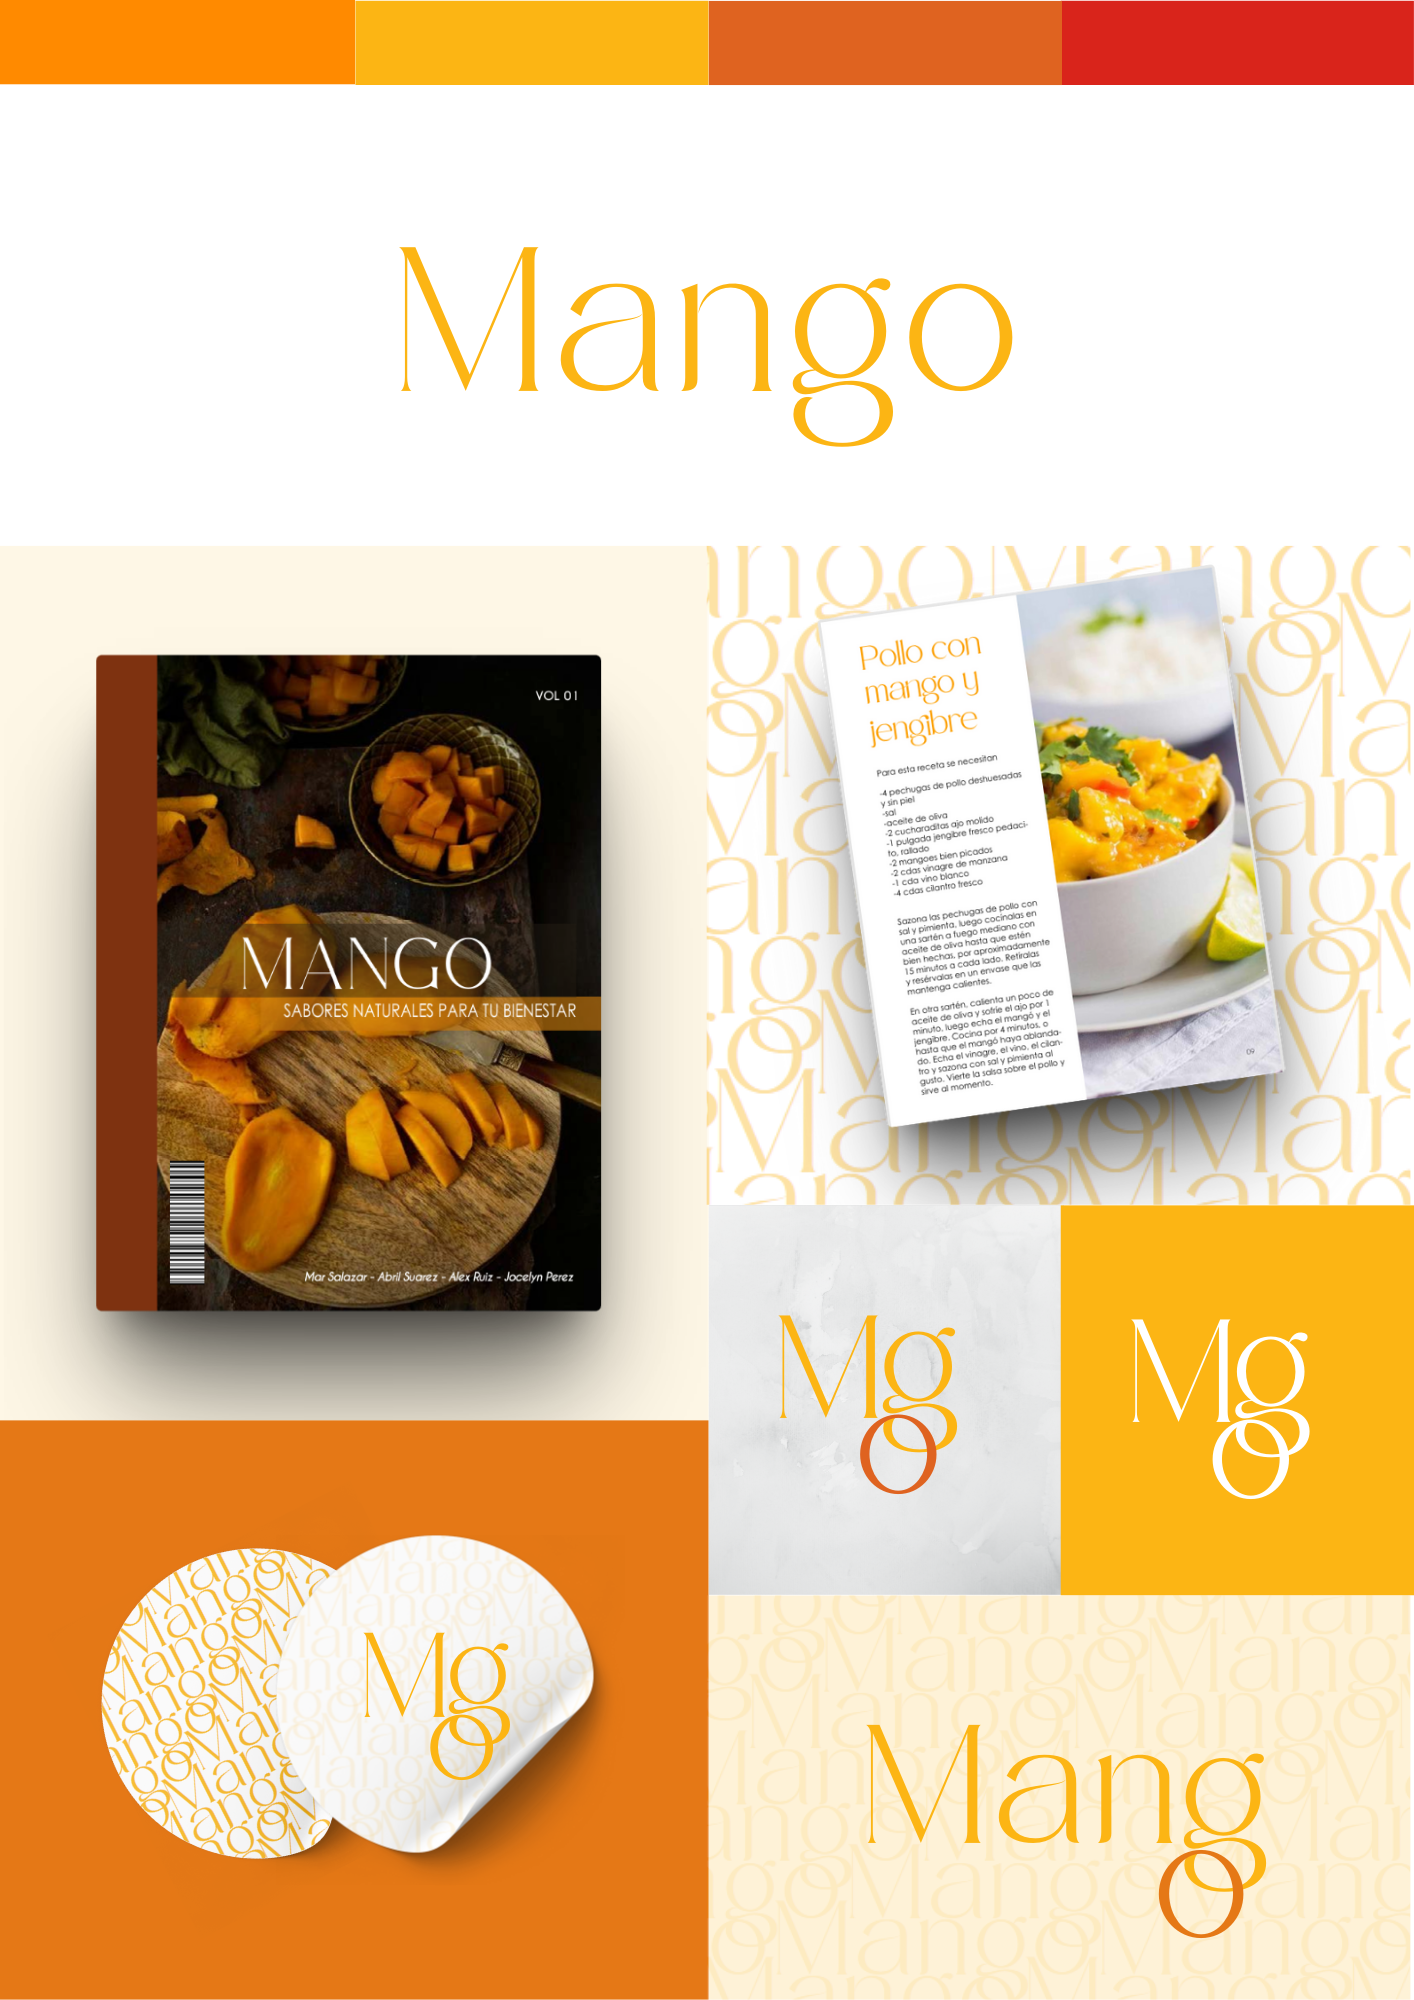 Mango
VOL 01
MANGO
SABORES NATURALES PARA TU BIENESTAR
Mar Salazar - Abril Suarez - Alex Ruiz - Jocelyn Perez
Pollo con
mango y
jengibre
Para esta receta se necesitan
-4 pechugas de pollo deshuesadas
y sin piel
-sal
-aceite de oliva
-2 cucharaditas ajo molido
-1 pulgada jengibre fresco pedaci-
to, rallado
-2 mangoes bien picados
-2 cdas vinagre de manzana
-1 cda vino blanco
-4 cdas cilantro fresco
Sazona las pechugas de pollo con
sal y pimienta, luego cocinalas en
una sartén a fuego mediano con
aceite de oliva hasta que estén
bien hechas, por aproximadamente
15 minutos a cada lado. Retíralas
y resérvalas en un envase que las
mantenga calientes.
En otra sartén, calienta un poco de
aceite de oliva y sofríe el ajo por 1
minuto, luego echa el mangó y el
jengibre. Cocina por 4 minutos, o
hasta que el mangó haya ablanda-
do. Echa el vinagre, el vino, el cilan-
tro y sazona con sal y pimienta al
gusto. Vierte la salsa sobre el pollo y
sirve al momento.
09
Mgo
Mgo
Mgo
Mango